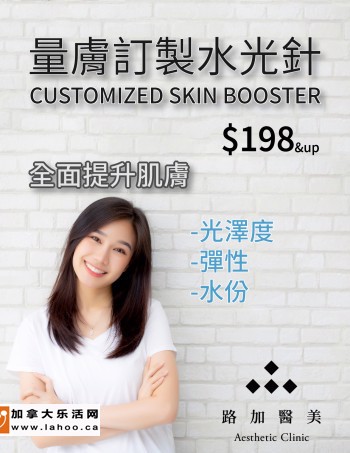 量膚訂製水光針
CUSTOMIZED SKIN BOOSTER
$198&up
全面提升肌膚
-光澤度
-彈性
-水份
路加醫美
Aesthetic Clinic
加拿大乐活网
www.lahoo.ca